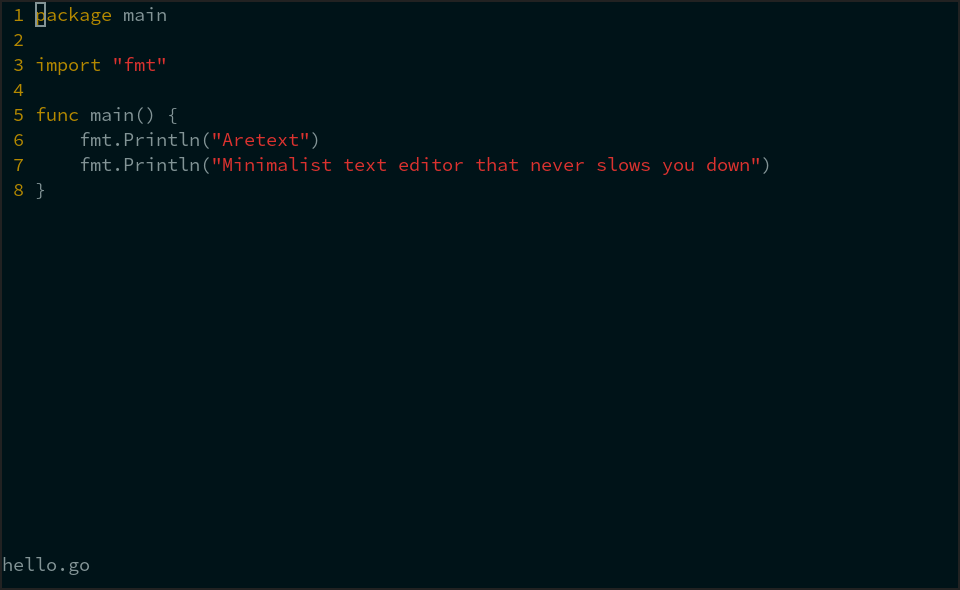 1 package main
2
3 import "fmt"
4
5 func main() {
6     fmt.Println("Aretext")
7     fmt.Println("Minimalist text editor that never slows you down")
8 }
hello.go